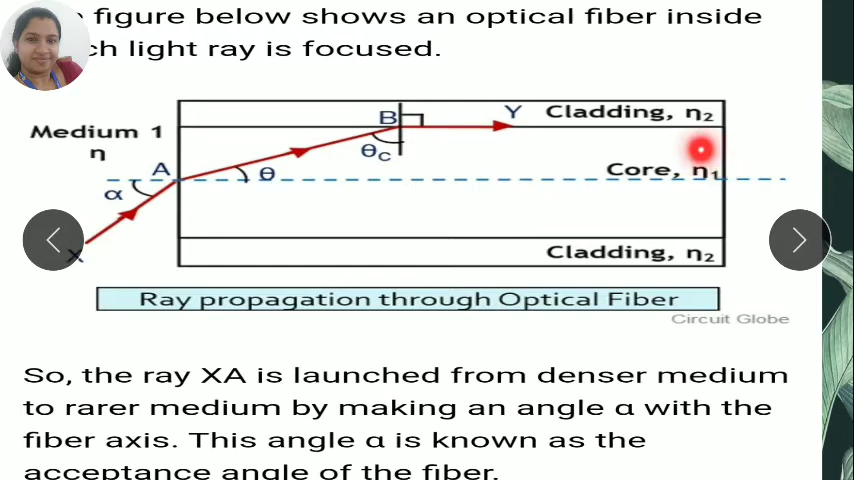 figure below shows an optical fiber inside
ch light ray is focused.
B Y Cladding, η2
Medium 1
η
A θC
α θ Core, η1
X
Cladding, η2
Ray propagation through Optical Fiber
Circuit Globe
So, the ray XA is launched from denser medium
to rarer medium by making an angle α with the
fiber axis. This angle α is known as the
acceptance angle of the fiber.